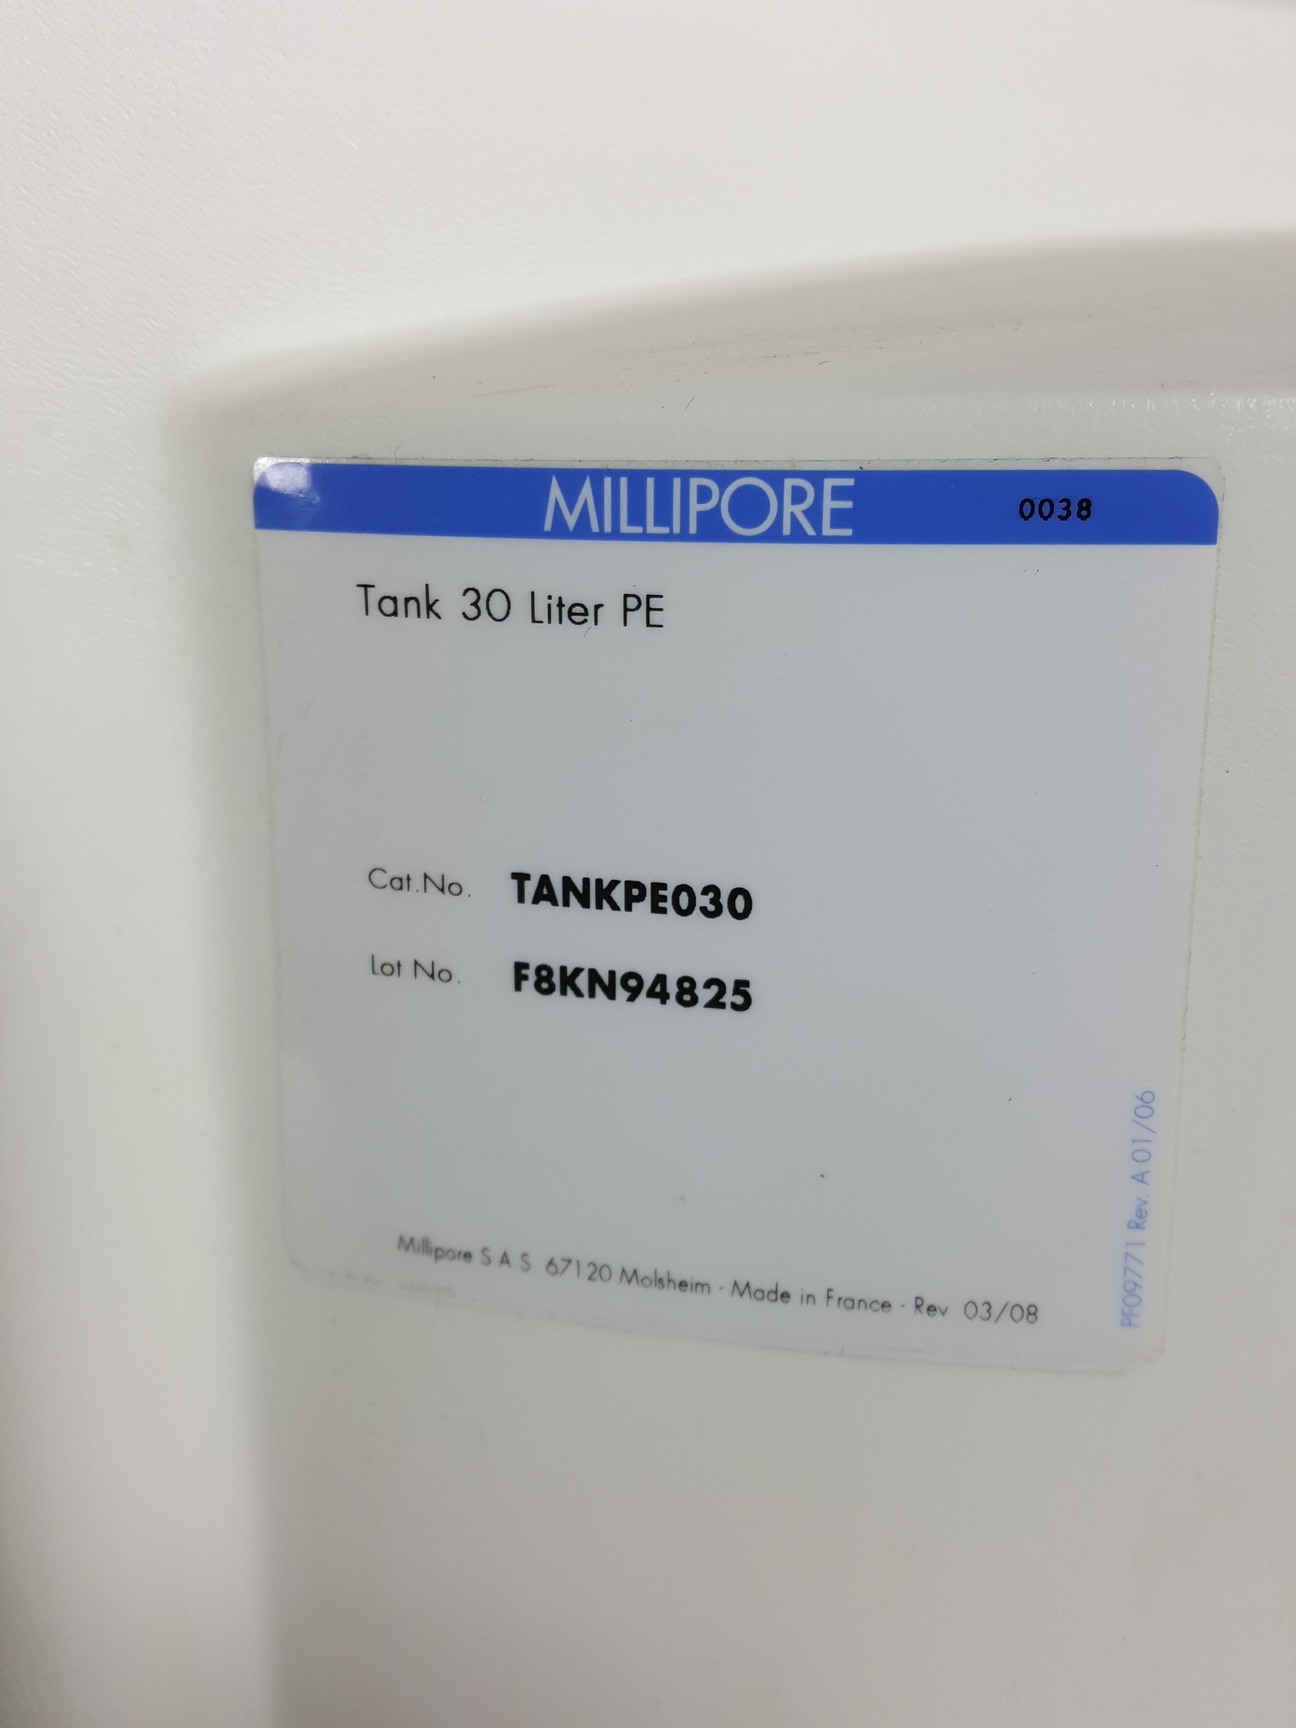 MILLIPORE 0038
Tank 30 Liter PE
Cat.No. TANKPE030
Lot No. F8KN94825
Millipore S.A.S. 67120 Molsheim - Made in France - Rev. 03/08
PF09771 Rev. A 01/06